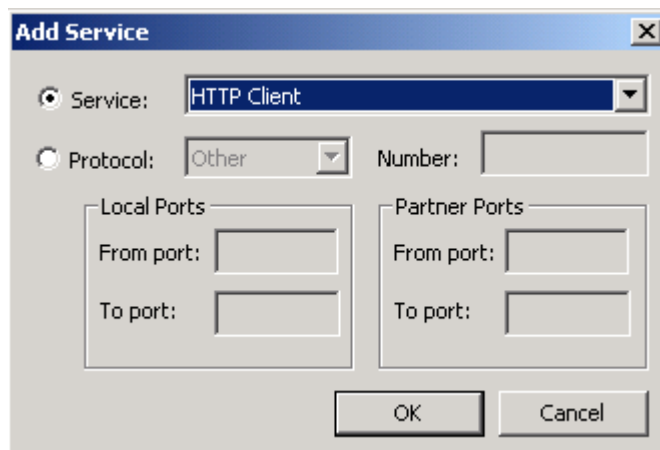 Add Service
Service: HTTP Client
Protocol: Other Number:
Local Ports Partner Ports
From port: From port:
To port: To port:
OK Cancel